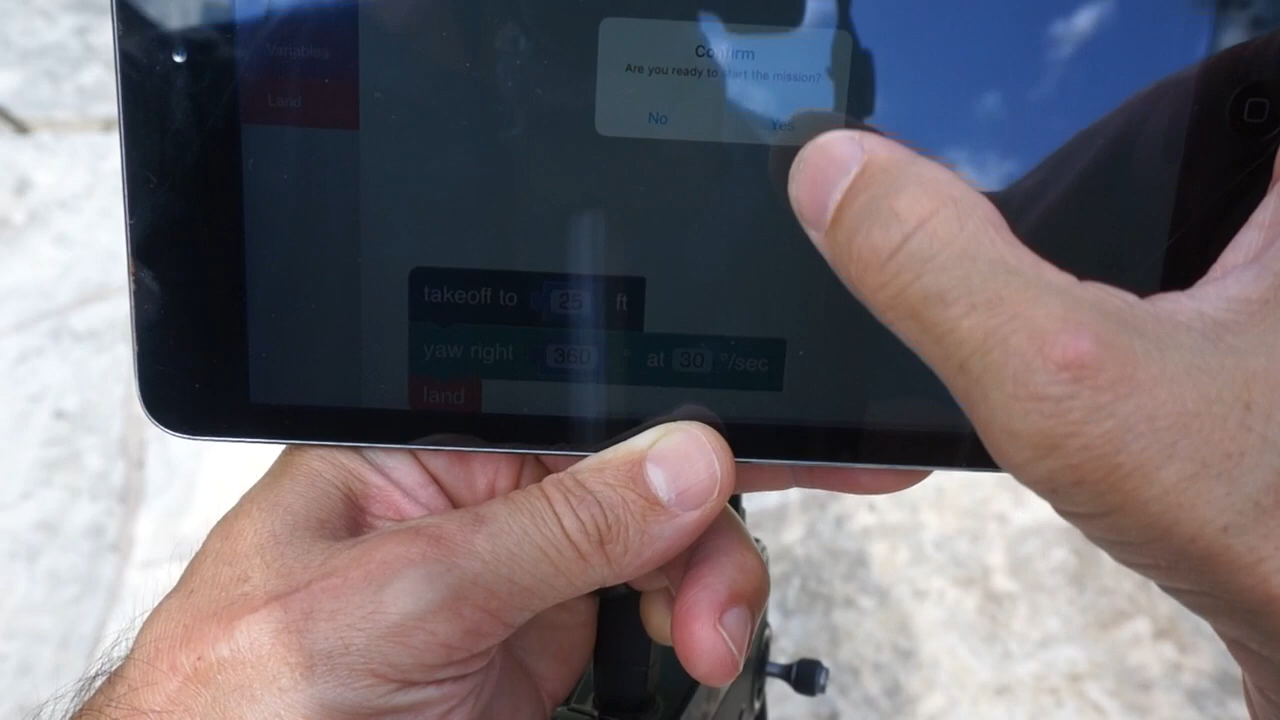 Variables
Land
Confirm
Are you ready to start the mission?
No Yes
takeoff to 25 ft
yaw right 360 ° at 30 °/sec
land